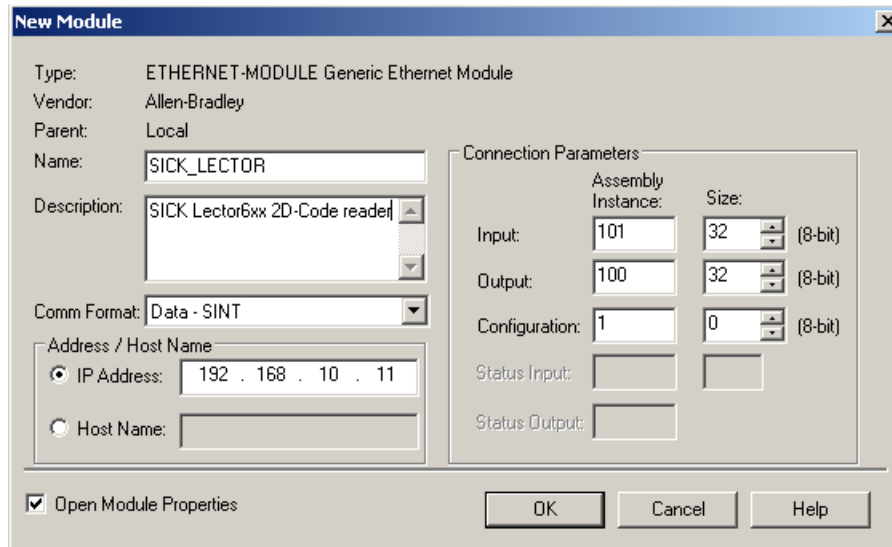 New Module
Type: ETHERNET-MODULE Generic Ethernet Module
Vendor: Allen-Bradley
Parent: Local
Name: SICK_LECTOR
Description: SICK Lector6xx 2D-Code reader
Comm Format: Data - SINT
Address / Host Name
IP Address: 192 . 168 . 10 . 11
Host Name:
Connection Parameters
Assembly Instance: Size:
Input: 101 32 (8-bit)
Output: 100 32 (8-bit)
Configuration: 1 0 (8-bit)
Status Input:
Status Output:
Open Module Properties
OK Cancel Help